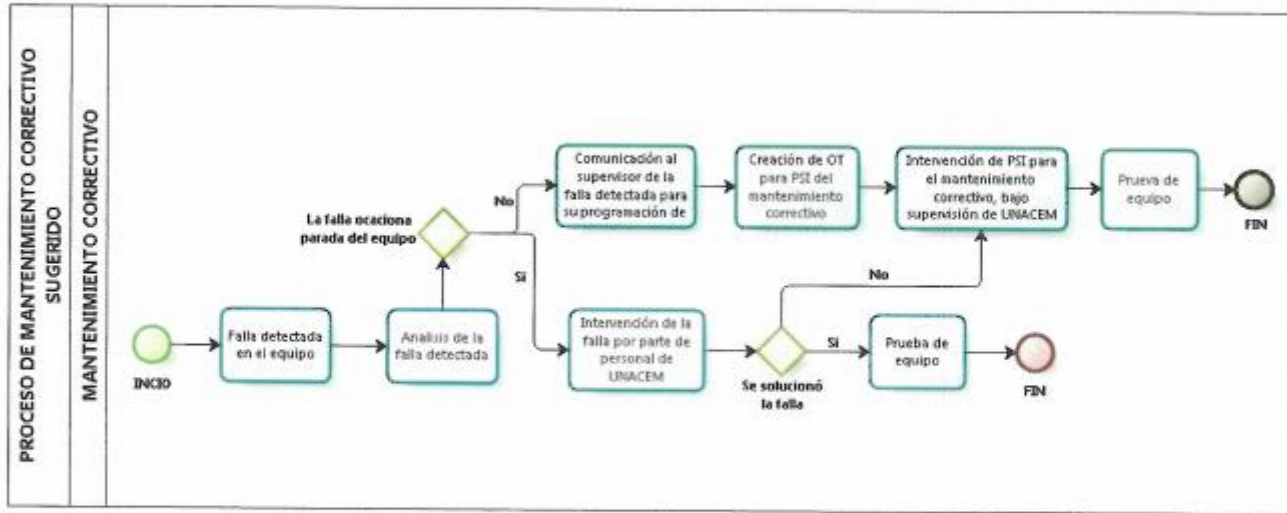 PROCESO DE MANTENIMIENTO CORRECTIVO
SUGERIDO
MANTENIMIENTO CORRECTIVO
INCIO
Falla detectada
en el equipo
Analisis de la
falla detectada
La falla ocaciona
parada del equipo
No
Comunicación al
supervisor de la
falla detectada para
su programación de
Creación de OT
para PSI del
mantenimiento
correctivo
Intervención de PSI para
el mantenimiento
correctivo, bajo
supervisión de UNACEM
Prueba de
equipo
FIN
Si
Intervención de la
falla por parte de
personal de
UNACEM
Se solucionó
la falla
No
Si
Prueba de
equipo
FIN